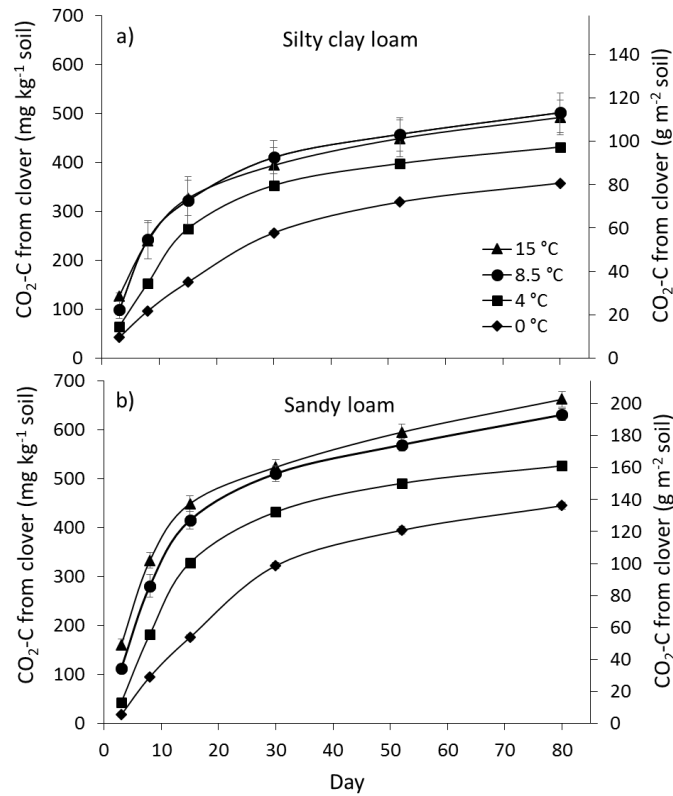 a)
Silty clay loam
CO₂-C from clover (mg kg⁻¹ soil)
700
600
500
400
300
200
100
0
140
120
100
80
60
40
20
0
CO₂-C from clover (g m⁻² soil)
15 °C
8.5 °C
4 °C
0 °C
b)
Sandy loam
CO₂-C from clover (mg kg⁻¹ soil)
700
600
500
400
300
200
100
0
200
180
160
140
120
100
80
60
40
20
0
CO₂-C from clover (g m⁻² soil)
0 10 20 30 40 50 60 70 80
Day